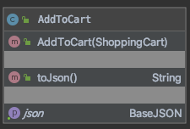 C AddToCart
m AddToCart(ShoppingCart)
m toJson() String
p json BaseJSON